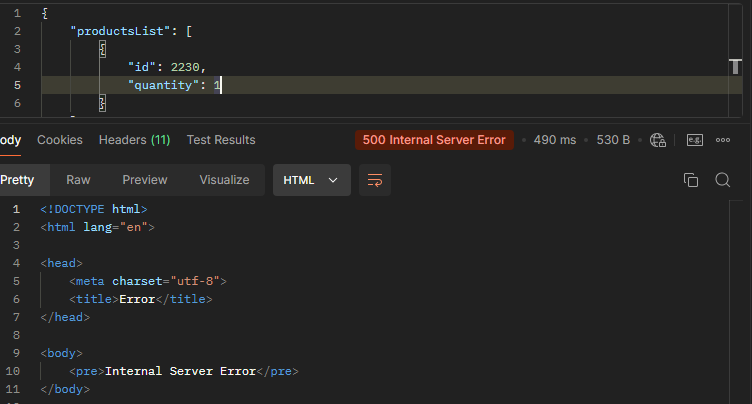 1 {
2 "productsList": [
3 {
4 "id": 2230,
5 "quantity": 1
6 }
ody Cookies Headers (11) Test Results 500 Internal Server Error • 490 ms • 530 B e.g.
Pretty Raw Preview Visualize HTML
1 <!DOCTYPE html>
2 <html lang="en">
3
4 <head>
5 <meta charset="utf-8">
6 <title>Error</title>
7 </head>
8
9 <body>
10 <pre>Internal Server Error</pre>
11 </body>